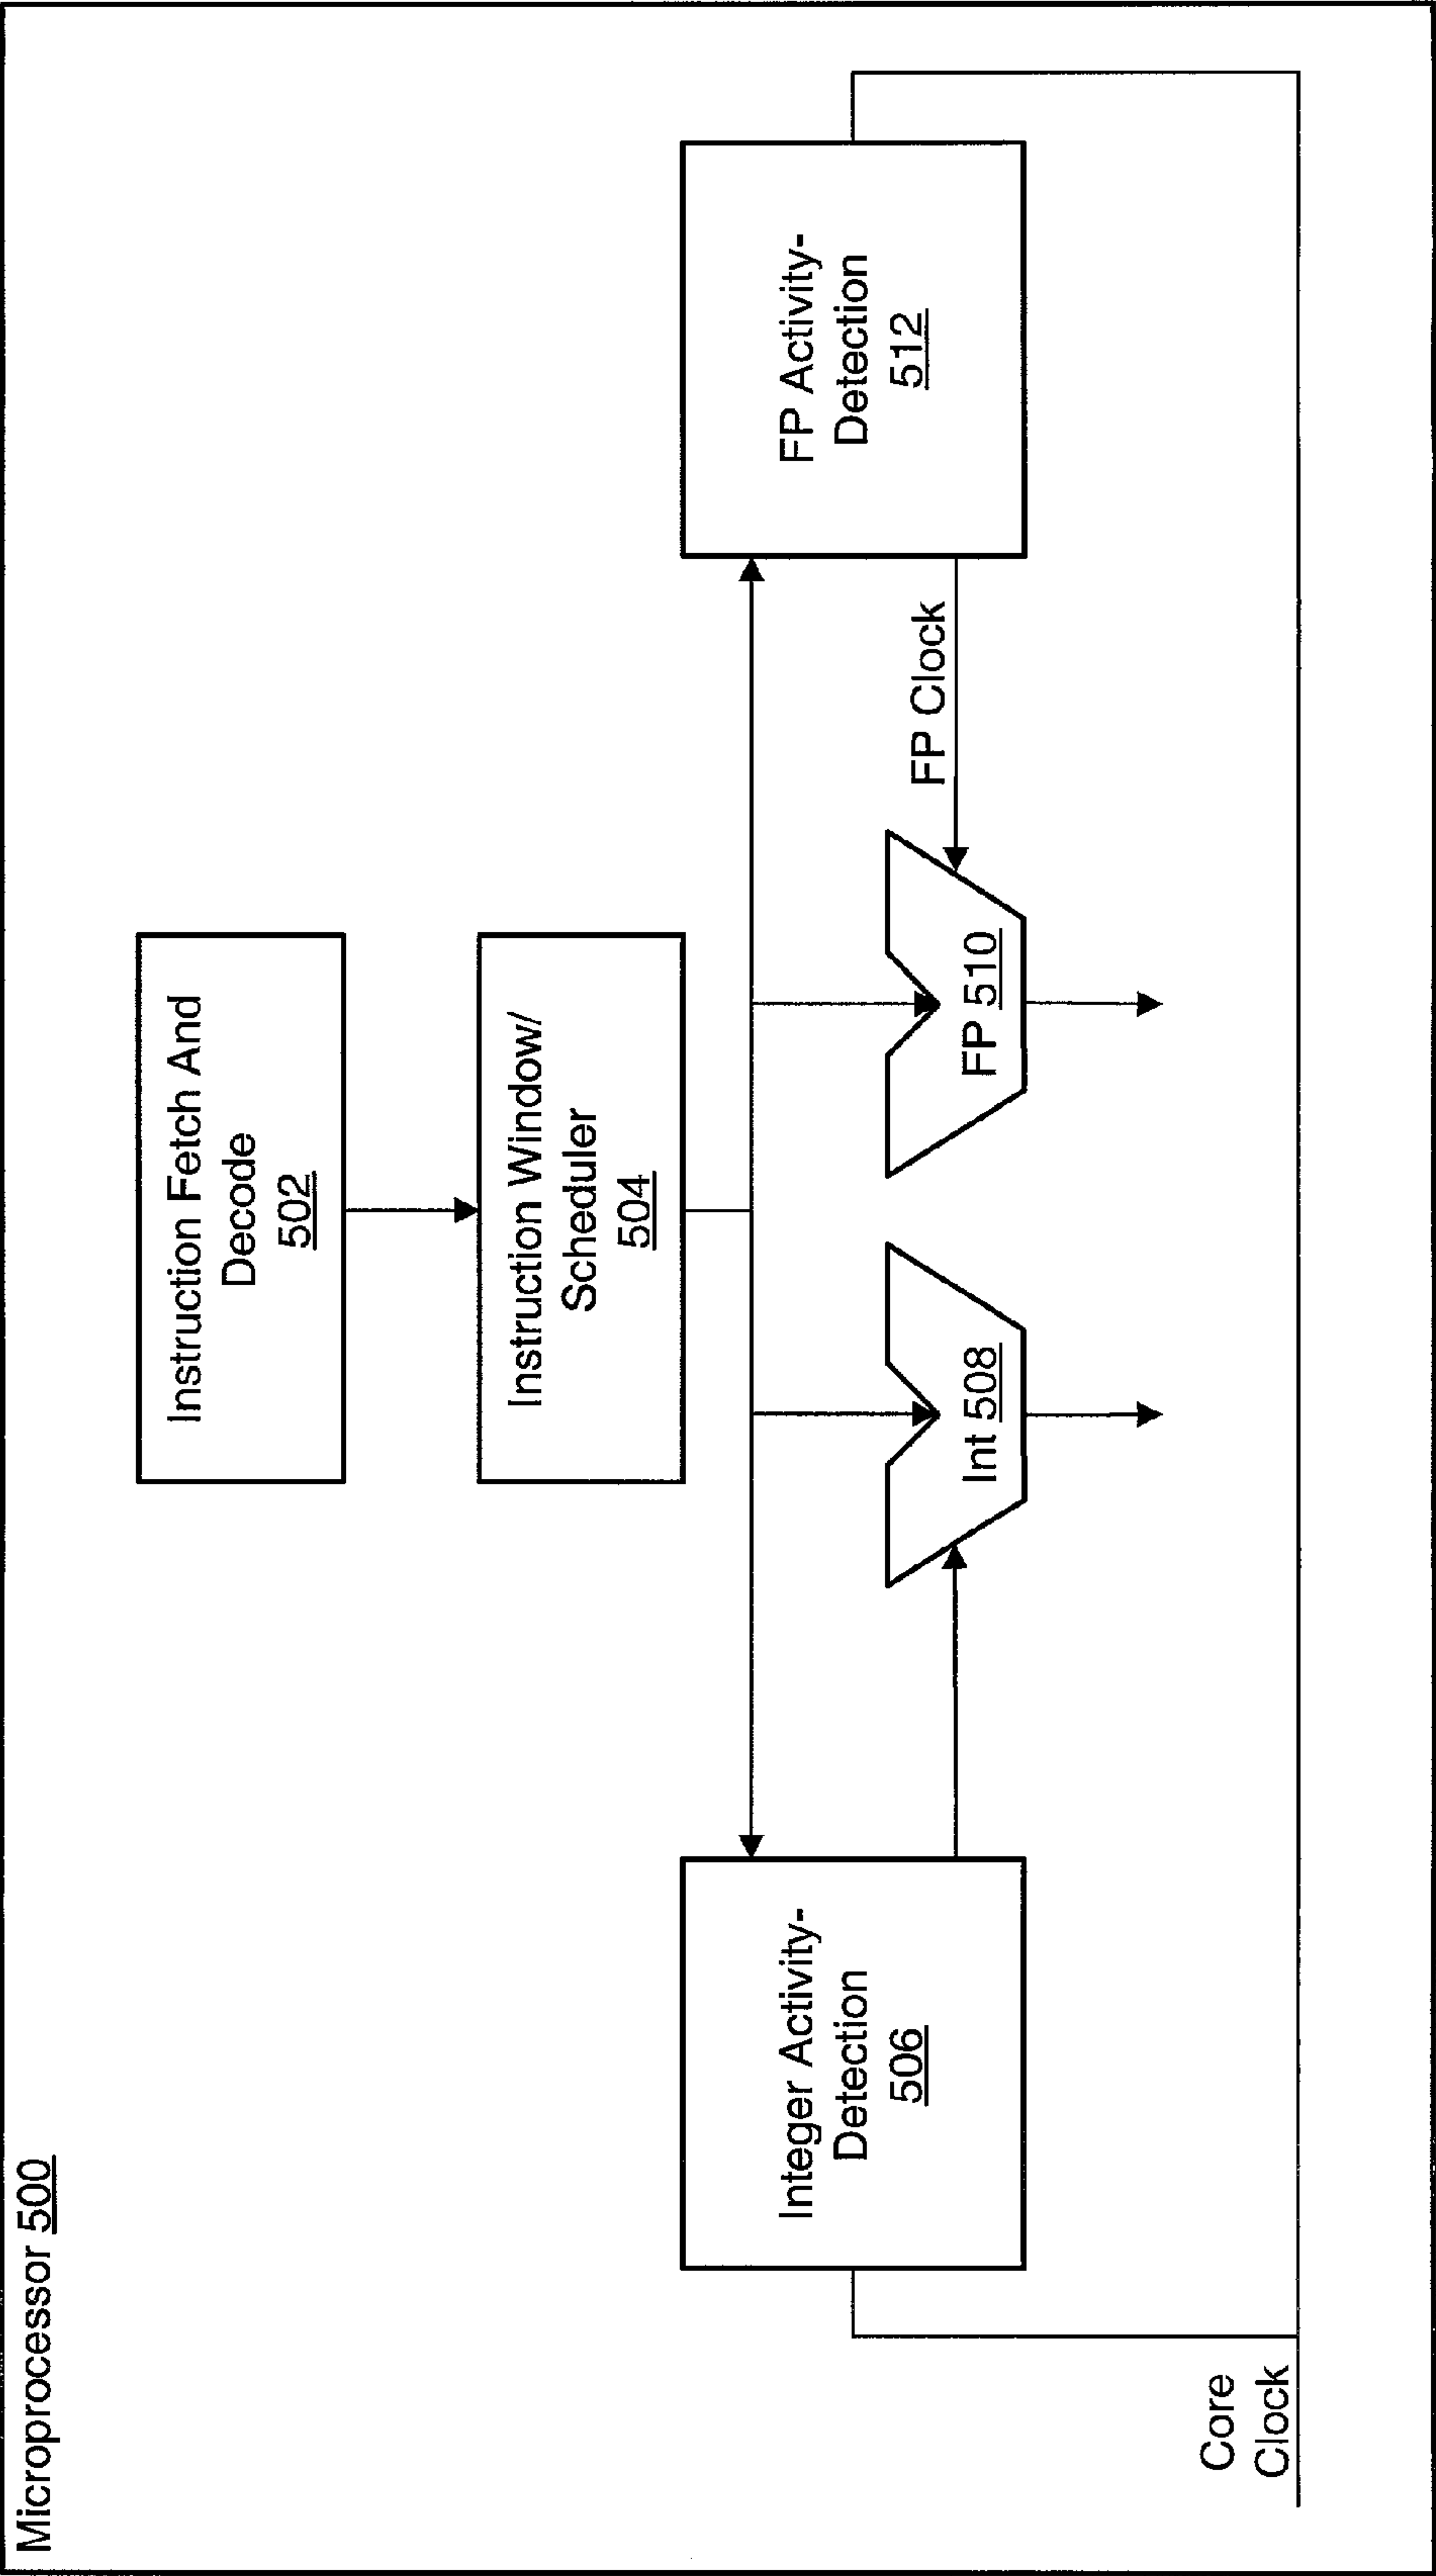 Microprocessor 500
Instruction Fetch And
Decode
502
Instruction Window/
Scheduler
504
Integer Activity-
Detection
506
Int 508
FP 510
FP Clock
FP Activity-
Detection
512
Core
Clock